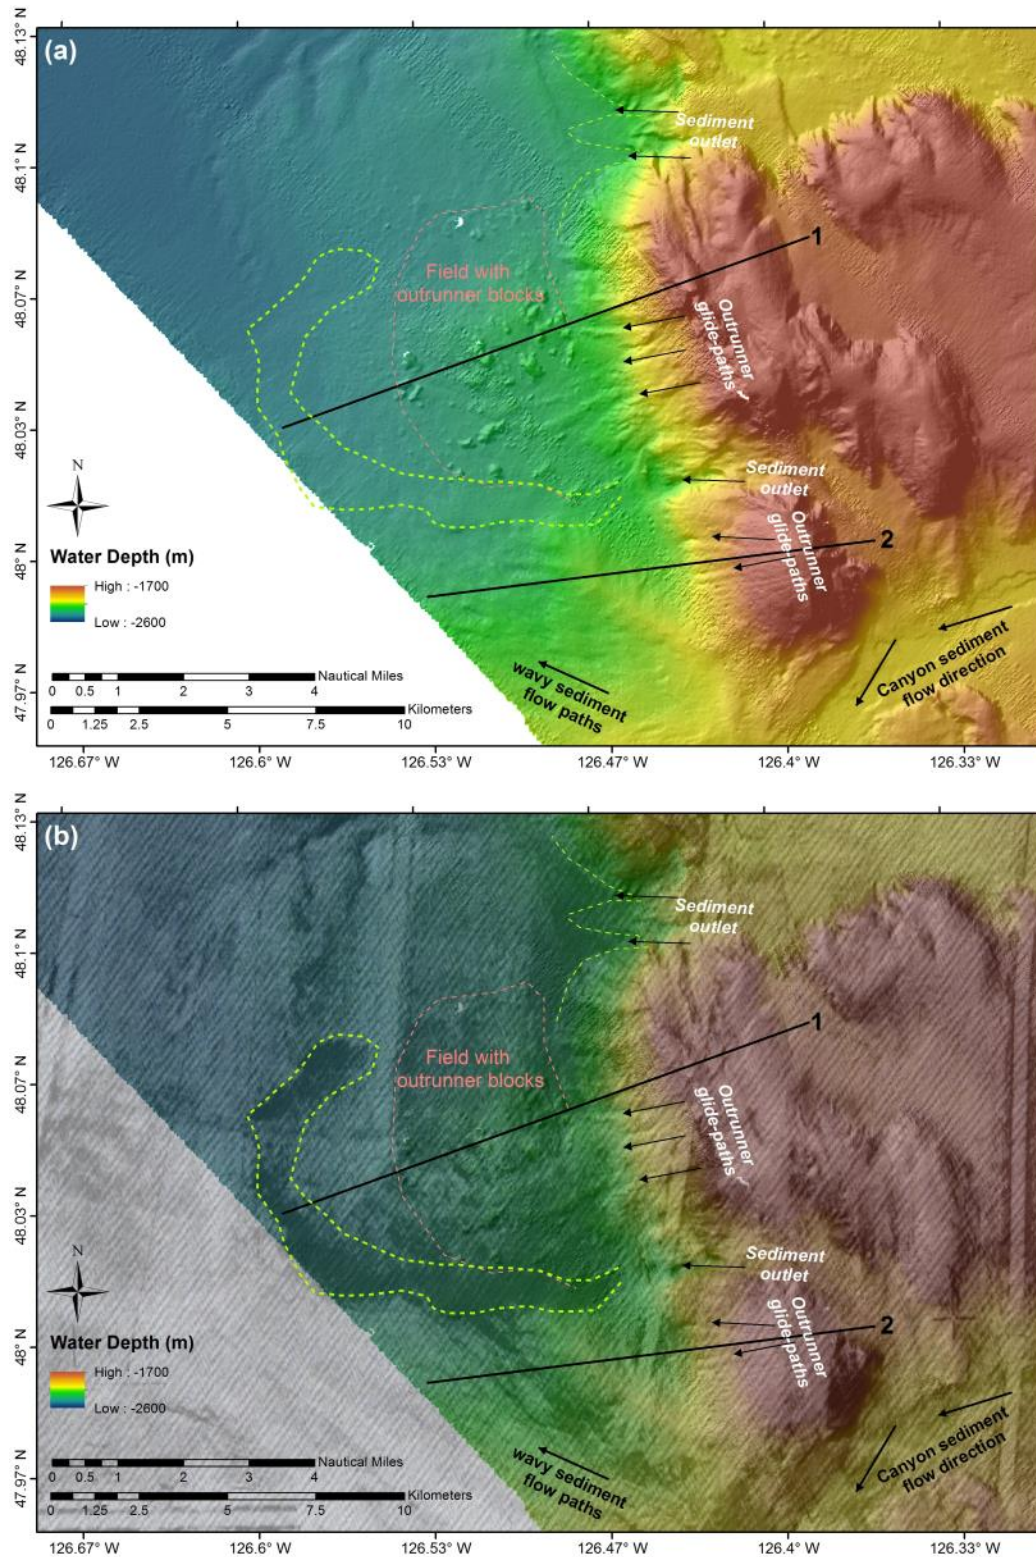 (a)
48.13° N
48.1° N
48.07° N
48.03° N
48° N
47.97° N
Sediment
outlet
1
Field with
outrunner blocks
Outrunner
glide-paths
Sediment
outlet
Outrunner
glide-paths
2
N
Water Depth (m)
High : -1700
Low : -2600
0 0.5 1 2 3 4 Nautical Miles
0 1.25 2.5 5 7.5 10 Kilometers
wavy sediment
flow paths
Canyon sediment
flow direction
126.67° W 126.6° W 126.53° W 126.47° W 126.4° W 126.33° W
(b)
48.13° N
48.1° N
48.07° N
48.03° N
48° N
47.97° N
Sediment
outlet
1
Field with
outrunner blocks
Outrunner
glide-paths
Sediment
outlet
Outrunner
glide-paths
2
N
Water Depth (m)
High : -1700
Low : -2600
0 0.5 1 2 3 4 Nautical Miles
0 1.25 2.5 5 7.5 10 Kilometers
wavy sediment
flow paths
Canyon sediment
flow direction
126.67° W 126.6° W 126.53° W 126.47° W 126.4° W 126.33° W